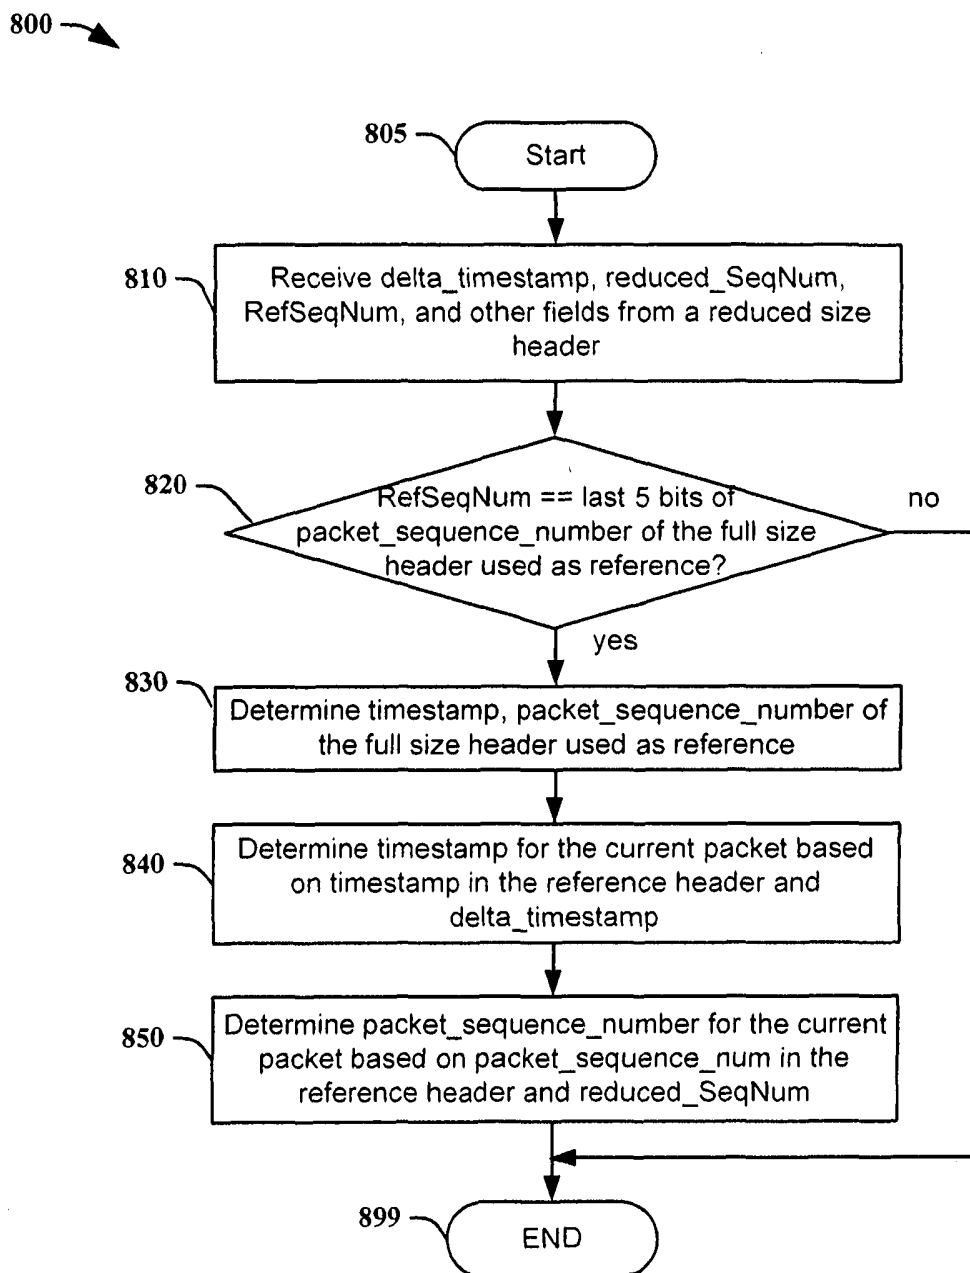 800
805
Start
810
Receive delta_timestamp, reduced_SeqNum,
RefSeqNum, and other fields from a reduced size
header
820
RefSeqNum == last 5 bits of
packet_sequence_number of the full size
header used as reference?
no
yes
830
Determine timestamp, packet_sequence_number of
the full size header used as reference
840
Determine timestamp for the current packet based
on timestamp in the reference header and
delta_timestamp
850
Determine packet_sequence_number for the current
packet based on packet_sequence_num in the
reference header and reduced_SeqNum
899
END